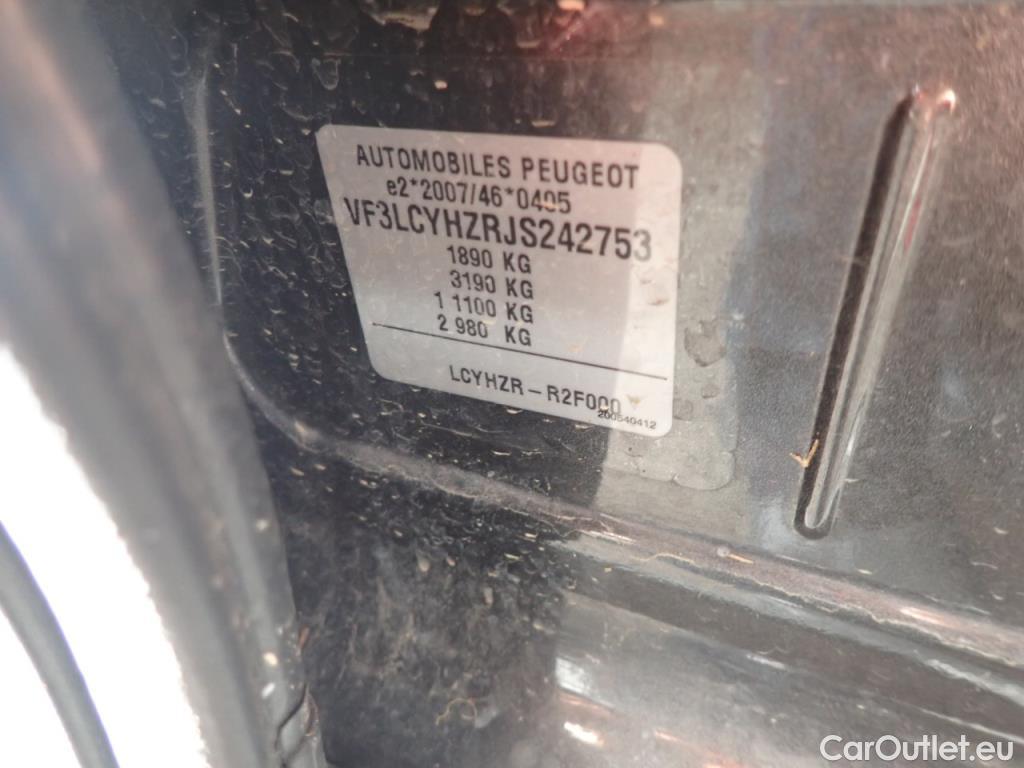 AUTOMOBILES PEUGEOT
e2*2007/46*0405
VF3LCYHZRJS242753
1890 KG
3190 KG
1 1100 KG
2 980 KG
LCYHZR - R2F000
200540412
CarOutlet.eu